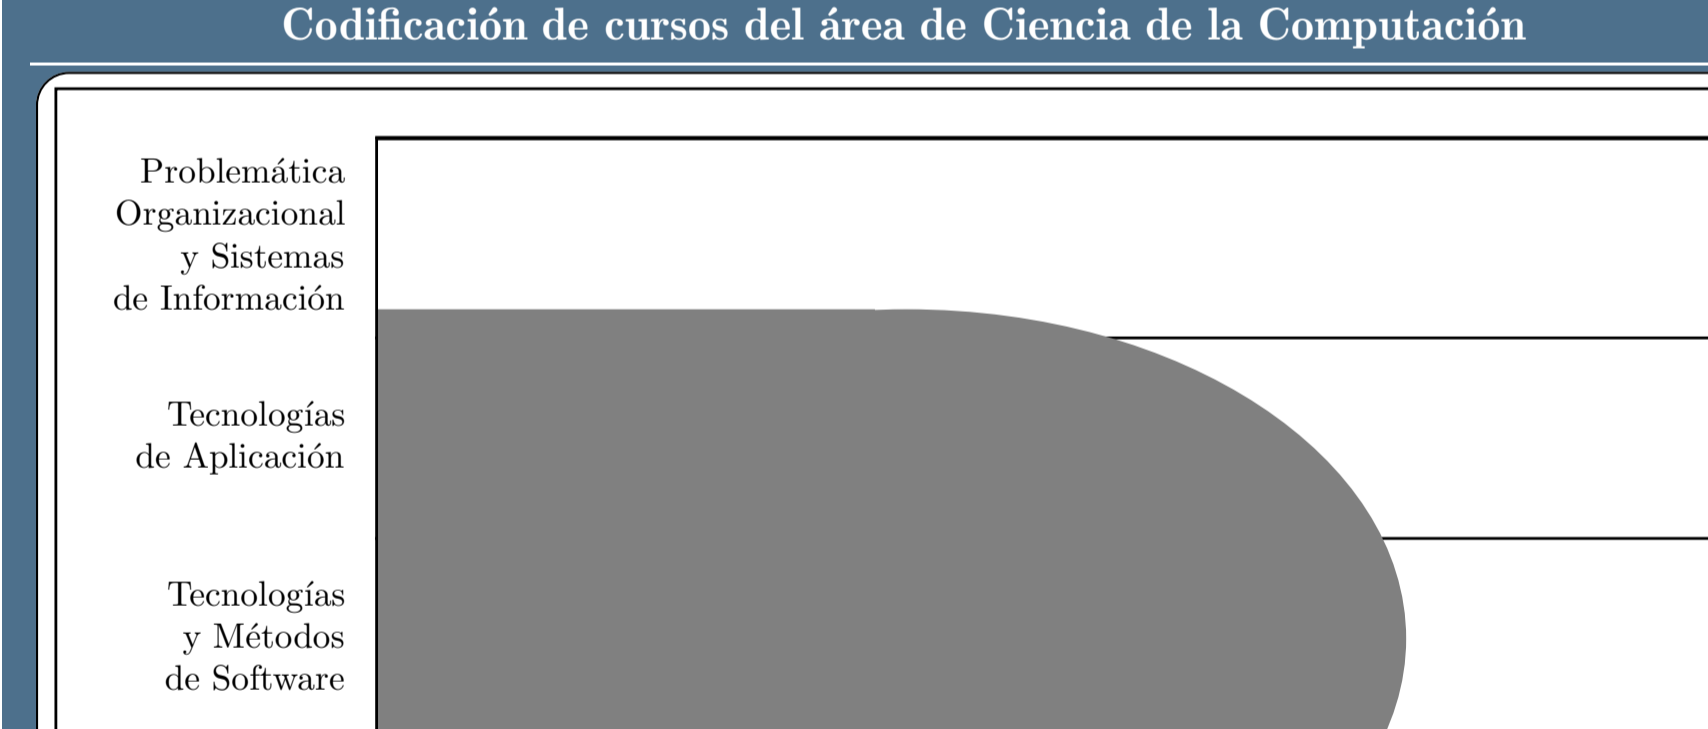 Codificación de cursos del área de Ciencia de la Computación
Problemática
Organizacional
y Sistemas
de Información
Tecnologías
de Aplicación
Tecnologías
y Métodos
de Software